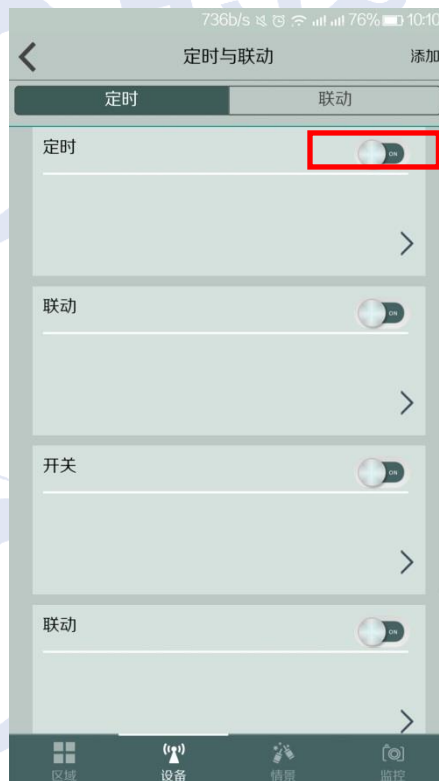 736b/s 76% 10:10
定时与联动 添加
定时 联动
定时 ON
联动 ON
开关 ON
联动 ON
区域 设备 情景 监控